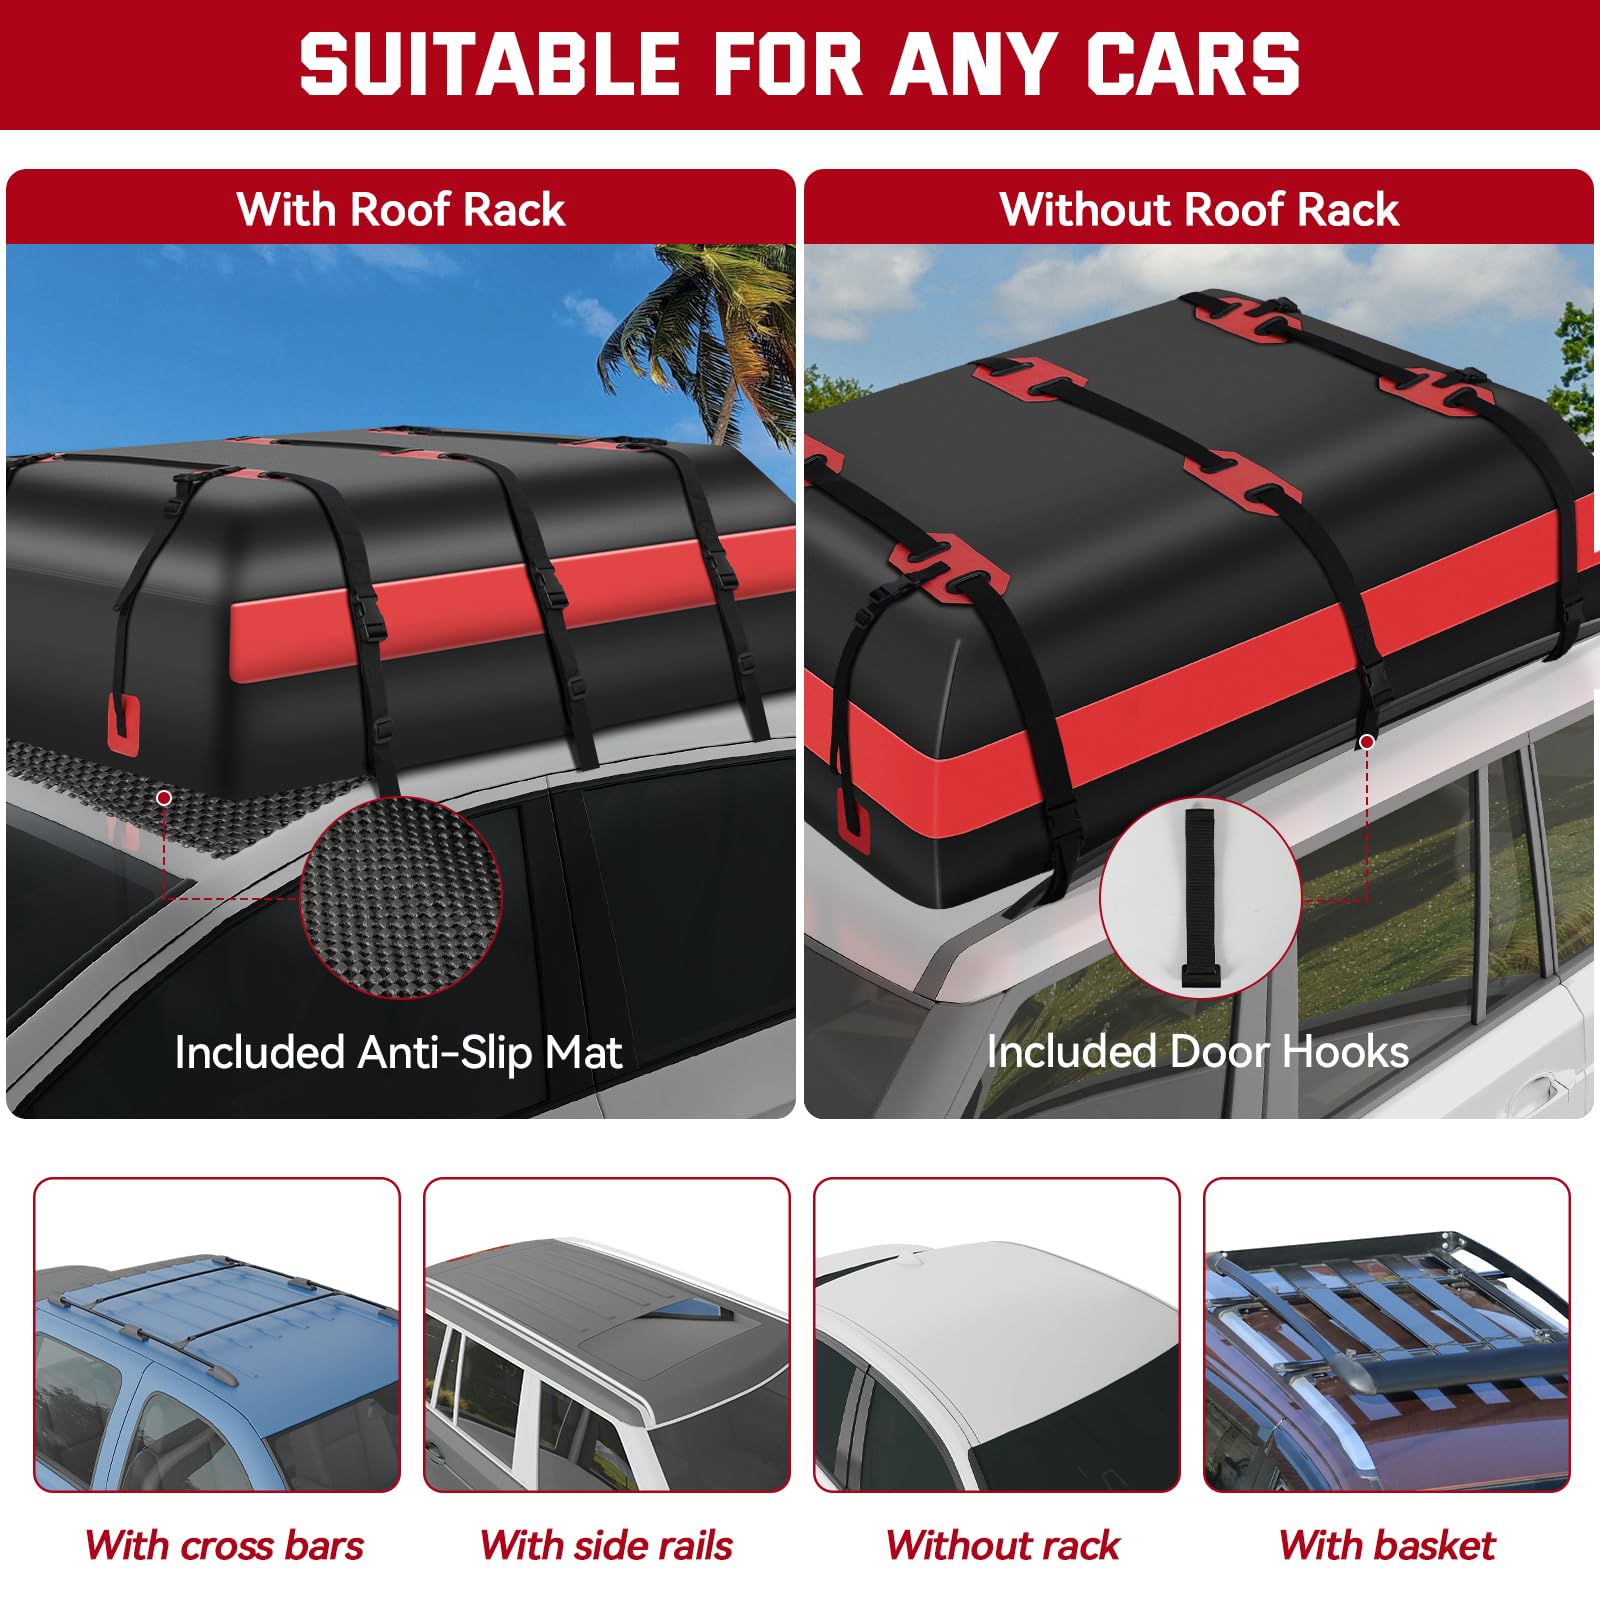 SUITABLE FOR ANY CARS
With Roof Rack
Without Roof Rack
Included Anti-Slip Mat
Included Door Hooks
With cross bars
With side rails
Without rack
With basket